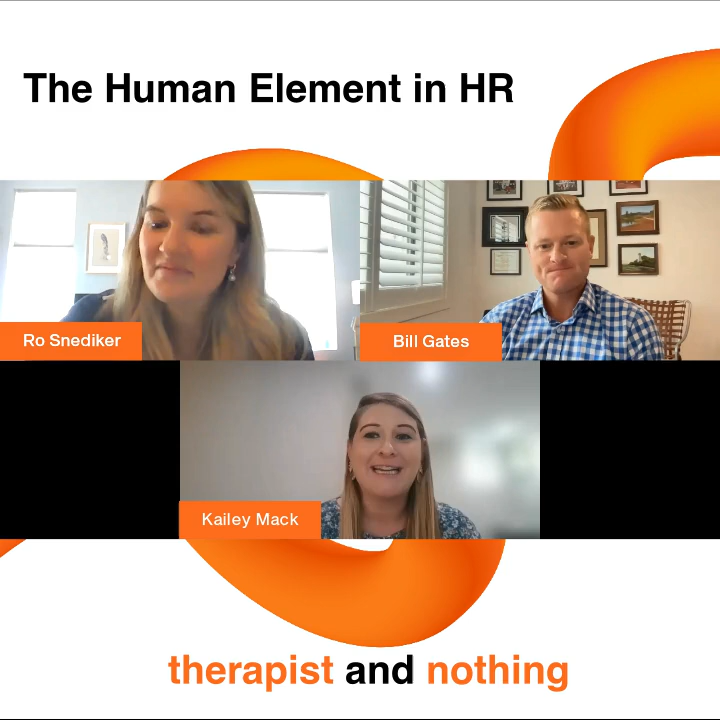 The Human Element in HR
Ro Snediker
Bill Gates
Kailey Mack
therapist and nothing